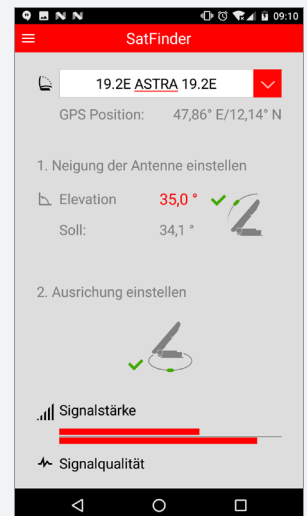 09:10
SatFinder
19.2E ASTRA 19.2E
GPS Position: 47,86° E/12,14° N
1. Neigung der Antenne einstellen
Elevation 35,0 °
Soll: 34,1 °
2. Ausrichung einstellen
Signalstärke
Signalqualität